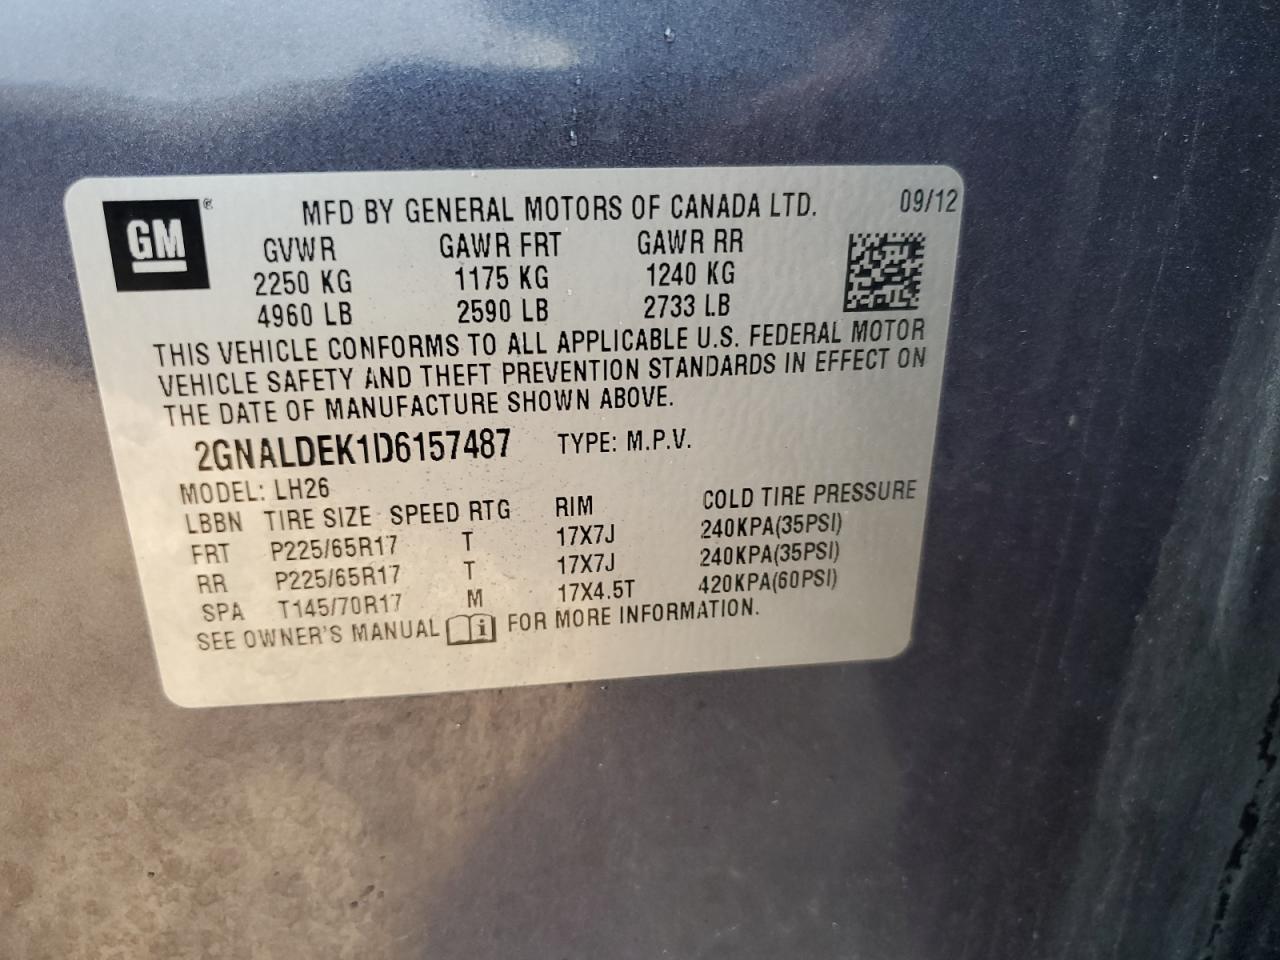 GM ® MFD BY GENERAL MOTORS OF CANADA LTD. 09/12
GVWR GAWR FRT GAWR RR
2250 KG 1175 KG 1240 KG
4960 LB 2590 LB 2733 LB
THIS VEHICLE CONFORMS TO ALL APPLICABLE U.S. FEDERAL MOTOR
VEHICLE SAFETY AND THEFT PREVENTION STANDARDS IN EFFECT ON
THE DATE OF MANUFACTURE SHOWN ABOVE.
2GNALDEK1D6157487 TYPE: M.P.V.
MODEL: LH26
LBBN TIRE SIZE SPEED RTG RIM COLD TIRE PRESSURE
FRT P225/65R17 T 17X7J 240KPA(35PSI)
RR P225/65R17 T 17X7J 240KPA(35PSI)
SPA T145/70R17 M 17X4.5T 420KPA(60PSI)
SEE OWNER'S MANUAL i FOR MORE INFORMATION.